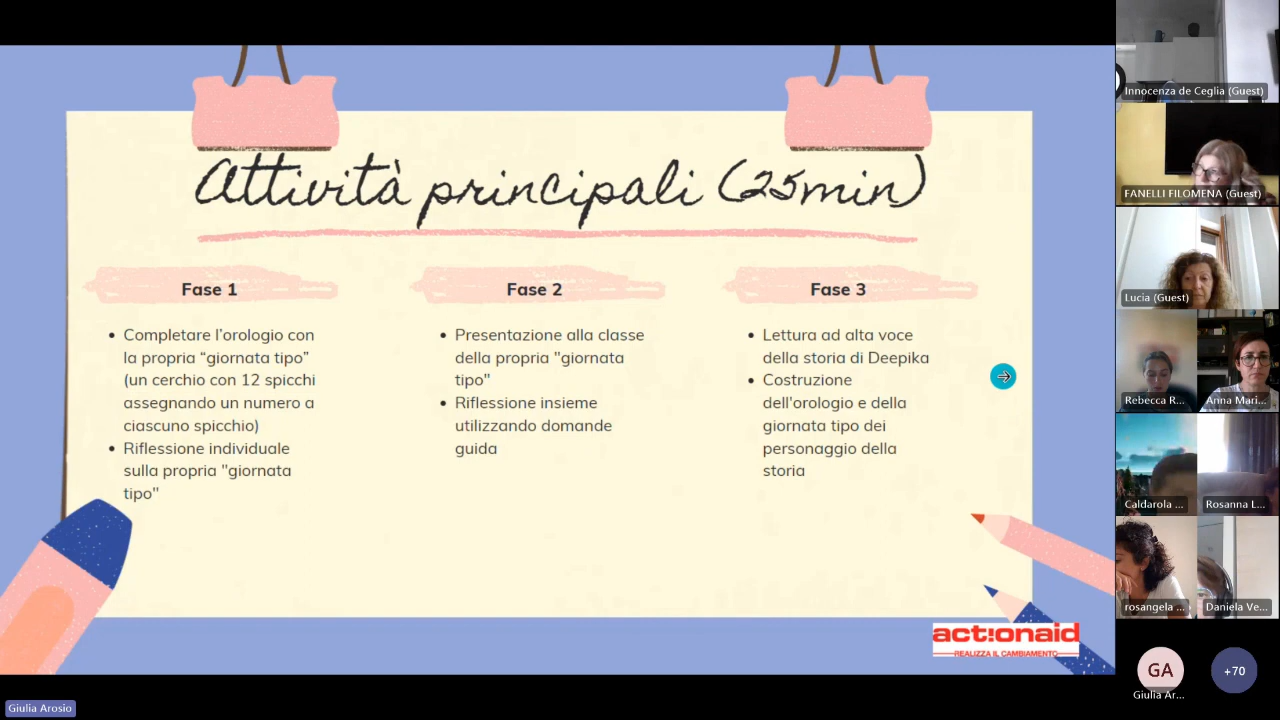 Attività principali (25min)
Fase 1
Completare l'orologio con
la propria “giornata tipo”
(un cerchio con 12 spicchi
assegnando un numero a
ciascuno spicchio)
Riflessione individuale
sulla propria "giornata
tipo"
Fase 2
Presentazione alla classe
della propria "giornata
tipo"
Riflessione insieme
utilizzando domande
guida
Fase 3
Lettura ad alta voce
della storia di Deepika
Costruzione
dell'orologio e della
giornata tipo dei
personaggio della
storia
act:onaid
REALIZZA IL CAMBIAMENTO
Giulia Arosio
Innocenza de Ceglia (Guest)
FANELLI FILOMENA (Guest)
Lucia (Guest)
Rebecca R...
Anna Mari...
Caldarola ...
Rosanna L...
rosangela ...
Daniela Ve...
GA
Giulia Ar...
+70